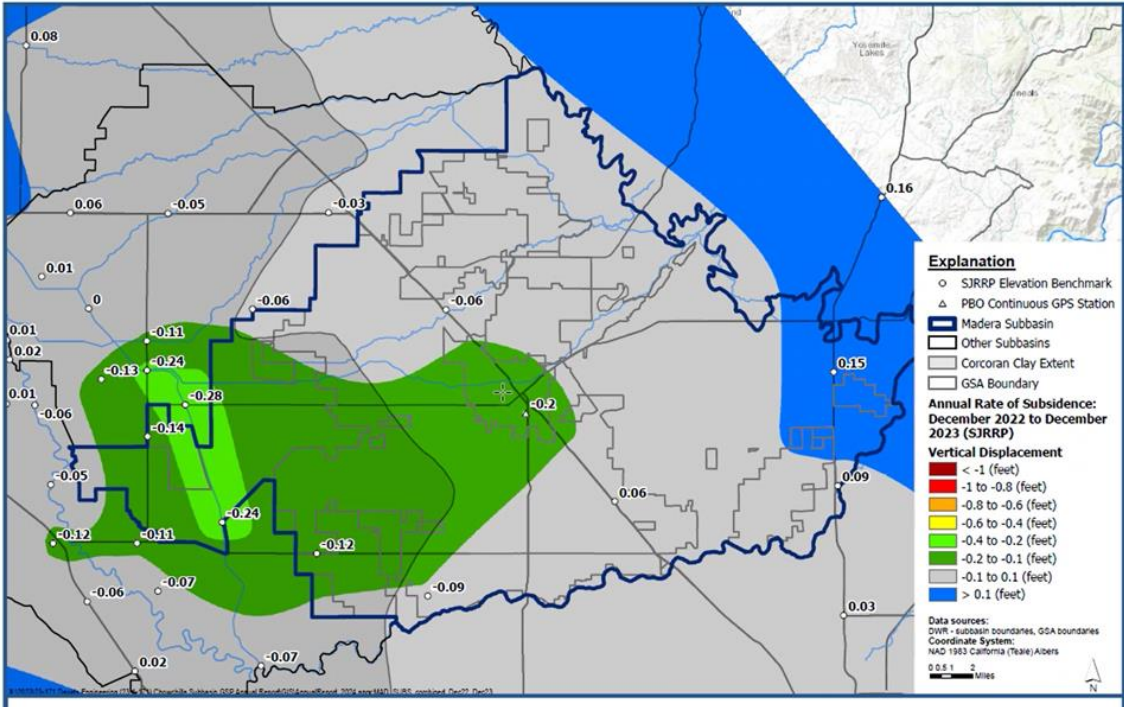 0.08
Yosemite
Lakes
0.16
0.06
-0.05
-0.03
0.01
0
-0.06
-0.06
0.01
-0.11
0.02
-0.24
-0.13
0.15
0.01
-0.06
-0.28
-0.2
-0.14
-0.05
0.09
0.06
-0.24
-0.12
-0.11
-0.12
-0.07
-0.06
-0.09
0.03
0.02
-0.07
Explanation
SJRRP Elevation Benchmark
PBO Continuous GPS Station
Madera Subbasin
Other Subbasins
Corcoran Clay Extent
GSA Boundary
Annual Rate of Subsidence:
December 2022 to December
2023 (SJRRP)
Vertical Displacement
< -1 (feet)
-1 to -0.8 (feet)
-0.8 to -0.6 (feet)
-0.6 to -0.4 (feet)
-0.4 to -0.2 (feet)
-0.2 to -0.1 (feet)
-0.1 to 0.1 (feet)
> 0.1 (feet)
Data sources:
DWR - subbasin boundaries, GSA boundaries
Coordinate System:
NAD 1983 California (Teale) Albers
0 0.5 1 2
Miles
N